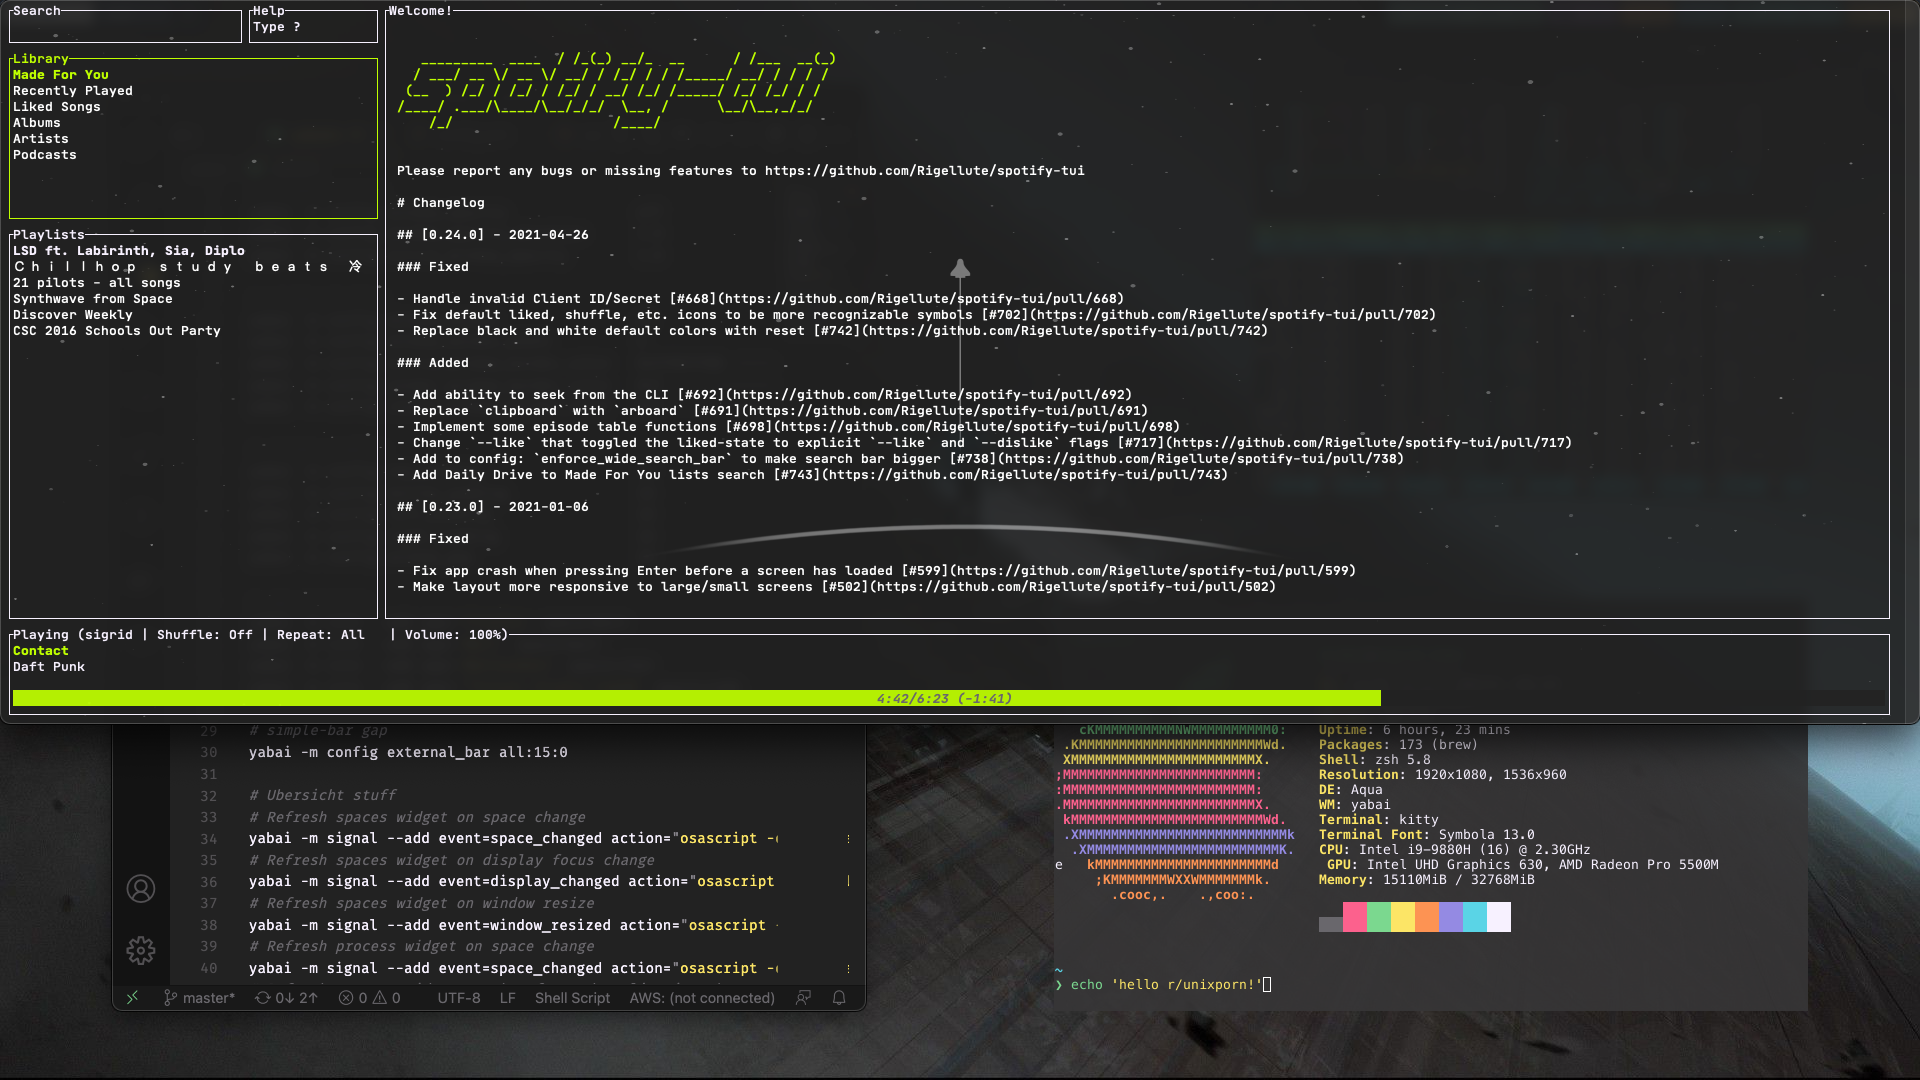 Search
Help
Type ?
Library
Made For You
Recently Played
Liked Songs
Albums
Artists
Podcasts
Playlists
LSD ft. Labirinth, Sia, Diplo
Chillhop study beats
21 pilots - all songs
Synthwave from Space
Discover Weekly
CSC 2016 Schools Out Party
Welcome!
spotify-tui
Please report any bugs or missing features to https://github.com/Rigellute/spotify-tui
# Changelog
## [0.24.0] - 2021-04-26
### Fixed
- Handle invalid Client ID/Secret [#668](https://github.com/Rigellute/spotify-tui/pull/668)
- Fix default liked, shuffle, etc. icons to be more recognizable symbols [#702](https://github.com/Rigellute/spotify-tui/pull/702)
- Replace black and white default colors with reset [#742](https://github.com/Rigellute/spotify-tui/pull/742)
### Added
- Add ability to seek from the CLI [#692](https://github.com/Rigellute/spotify-tui/pull/692)
- Replace `clipboard` with `arboard` [#691](https://github.com/Rigellute/spotify-tui/pull/691)
- Implement some episode table functions [#698](https://github.com/Rigellute/spotify-tui/pull/698)
- Change `--like` that toggled the liked-state to explicit `--like` and `--dislike` flags [#717](https://github.com/Rigellute/spotify-tui/pull/717)
- Add to config: `enforce_wide_search_bar` to make search bar bigger [#738](https://github.com/Rigellute/spotify-tui/pull/738)
- Add Daily Drive to Made For You lists search [#743](https://github.com/Rigellute/spotify-tui/pull/743)
## [0.23.0] - 2021-01-06
### Fixed
- Fix app crash when pressing Enter before a screen has loaded [#599](https://github.com/Rigellute/spotify-tui/pull/599)
- Make layout more responsive to large/small screens [#502](https://github.com/Rigellute/spotify-tui/pull/502)
Playing (sigrid | Shuffle: Off | Repeat: All | Volume: 100%)
Contact
Daft Punk
4:42/6:23 (-1:41)
29 # simple-bar gap
30 yabai -m config external_bar all:15:0
31
32 # Ubersicht stuff
33 # Refresh spaces widget on space change
34 yabai -m signal --add event=space_changed action="osascript
35 # Refresh spaces widget on display focus change
36 yabai -m signal --add event=display_changed action="osascript
37 # Refresh spaces widget on window resize
38 yabai -m signal --add event=window_resized action="osascript
39 # Refresh process widget on space change
40 yabai -m signal --add event=space_changed action="osascript
master* 0↓ 2↑ 0 0 UTF-8 LF Shell Script AWS: (not connected)
cKMMMMMMMMMMNWMMMMMMMMMM0:
.KMMMMMMMMMMMMMMMMMMMMMMMWd.
XMMMMMMMMMMMMMMMMMMMMMMMX.
;MMMMMMMMMMMMMMMMMMMMMMMM:
:MMMMMMMMMMMMMMMMMMMMMMMM:
.MMMMMMMMMMMMMMMMMMMMMMMMX.
kMMMMMMMMMMMMMMMMMMMMMMMMWd.
.XMMMMMMMMMMMMMMMMMMMMMMMMMMk
.XMMMMMMMMMMMMMMMMMMMMMMMMK.
e kMMMMMMMMMMMMMMMMMMMMMMd
;KMMMMMMMWXXWMMMMMMMk.
.cooc,. .,coo:.
Uptime: 6 hours, 23 mins
Packages: 173 (brew)
Shell: zsh 5.8
Resolution: 1920x1080, 1536x960
DE: Aqua
WM: yabai
Terminal: kitty
Terminal Font: Symbola 13.0
CPU: Intel i9-9880H (16) @ 2.30GHz
GPU: Intel UHD Graphics 630, AMD Radeon Pro 5500M
Memory: 15110MiB / 32768MiB
~
❯ echo 'hello r/unixporn!'